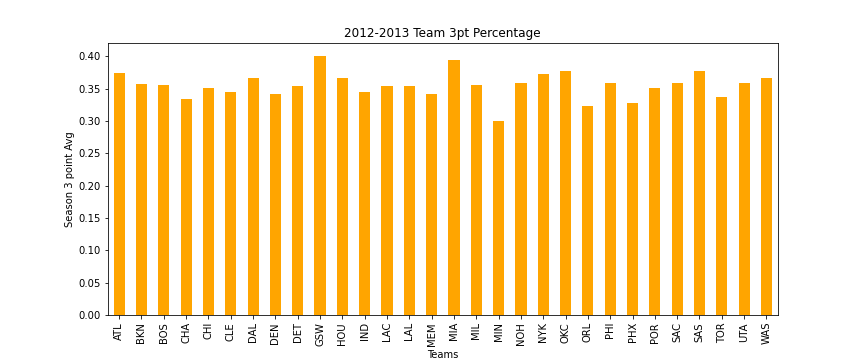 2012-2013 Team 3pt Percentage
0.40
0.35
0.30
0.25
0.20
0.15
0.10
0.05
0.00
Season 3 point Avg
ATL BKN BOS CHA CHI CLE DAL DEN DET GSW HOU IND LAC LAL MEM MIA MIL MIN NOH NYK OKC ORL PHI PHX POR SAC SAS TOR UTA WAS
Teams